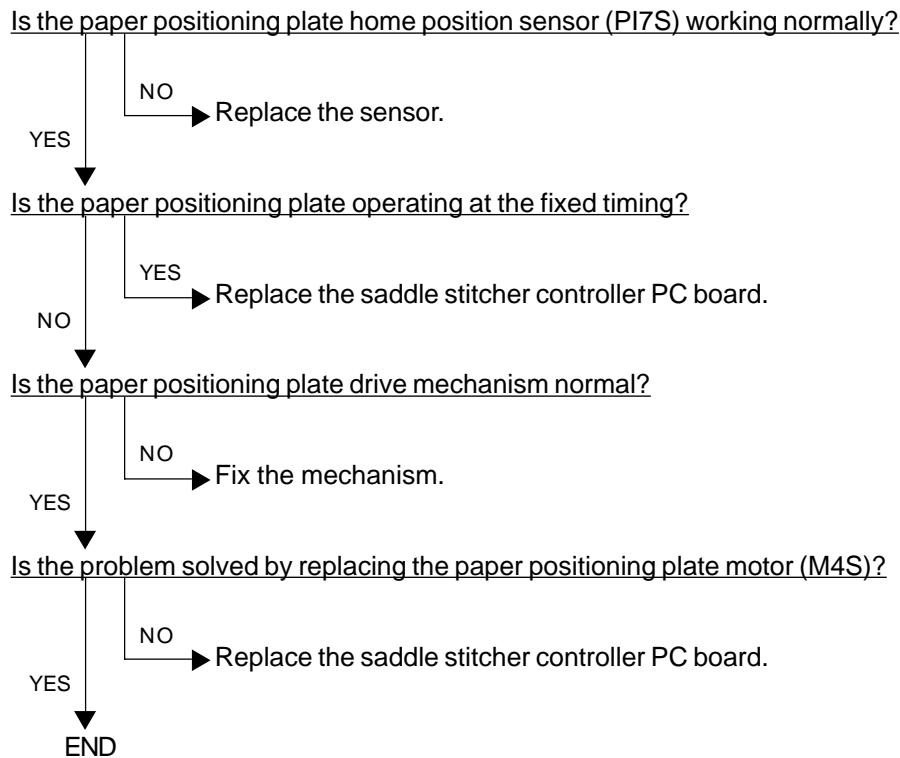 Is the paper positioning plate home position sensor (PI7S) working normally?
NO
Replace the sensor.
YES
Is the paper positioning plate operating at the fixed timing?
YES
Replace the saddle stitcher controller PC board.
NO
Is the paper positioning plate drive mechanism normal?
NO
Fix the mechanism.
YES
Is the problem solved by replacing the paper positioning plate motor (M4S)?
NO
Replace the saddle stitcher controller PC board.
YES
END